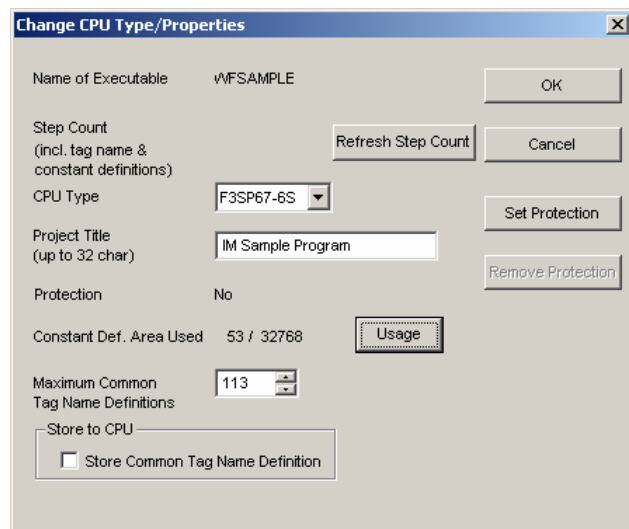 Change CPU Type/Properties
Name of Executable WFSAMPLE
OK
Step Count
(incl. tag name &
constant definitions)
Refresh Step Count
Cancel
CPU Type F3SP67-6S
Set Protection
Project Title
(up to 32 char)
IM Sample Program
Remove Protection
Protection No
Constant Def. Area Used 53 / 32768 Usage
Maximum Common
Tag Name Definitions
113
Store to CPU
Store Common Tag Name Definition